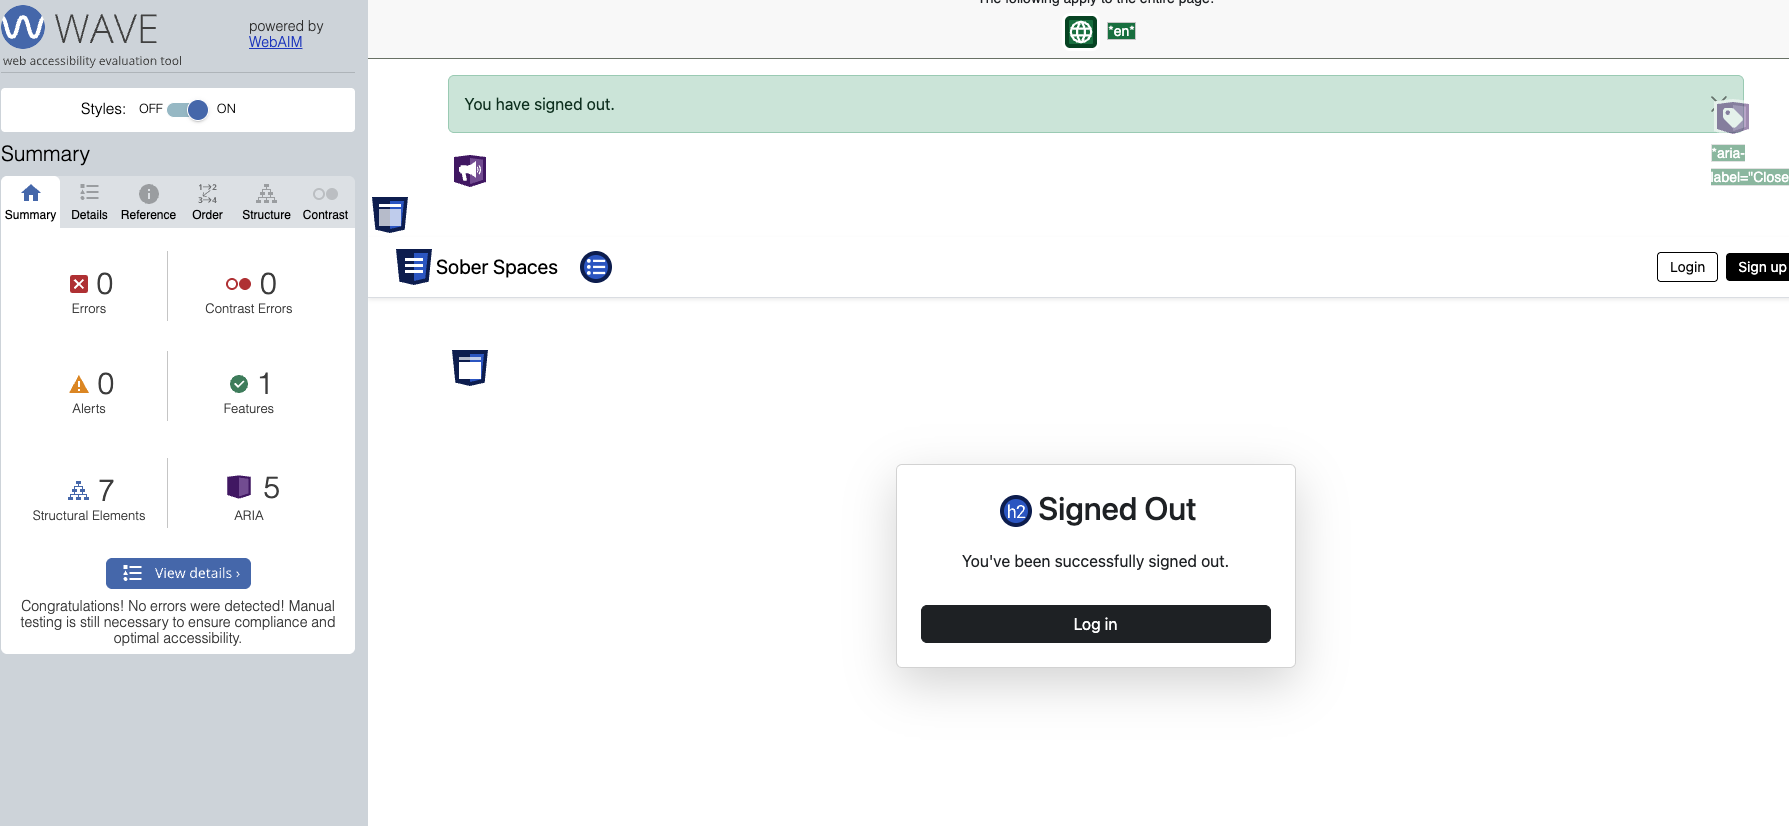 WAVE
powered by
WebAIM
web accessibility evaluation tool
Styles: OFF ON
Summary
Summary Details Reference Order Structure Contrast
0 Errors
0 Contrast Errors
0 Alerts
1 Features
7 Structural Elements
5 ARIA
View details ›
Congratulations! No errors were detected! Manual
testing is still necessary to ensure compliance and
optimal accessibility.
The following apply to the entire page:
*en*
You have signed out.
*aria-
label="Close
Sober Spaces
Login
Sign up
h2 Signed Out
You've been successfully signed out.
Log in